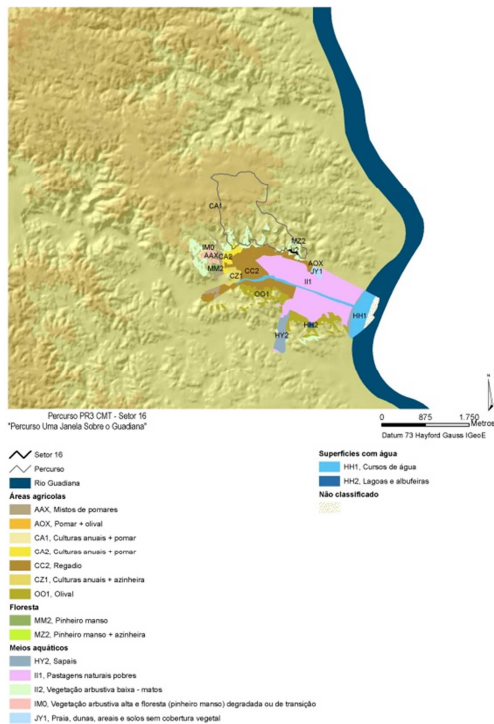 CA1
MZ2
II2
IM0
AAX
CA2
AOX
MM2
CZ1
CC2
JY1
II1
OO1
HH1
HH2
HY2
N
Percurso PR3 CMT - Setor 16
"Percurso Uma Janela Sobre o Guadiana"
0 875 1.750
Metros
Datum 73 Hayford Gauss IGeoE
Setor 16
Percurso
Rio Guadiana
Áreas agrícolas
AAX, Mistos de pomares
AOX, Pomar + olival
CA1, Culturas anuais + pomar
CA2, Culturas anuais + pomar
CC2, Regadio
CZ1, Culturas anuais + azinheira
OO1, Olival
Floresta
MM2, Pinheiro manso
MZ2, Pinheiro manso + azinheira
Meios aquáticos
HY2, Sapais
II1, Pastagens naturais pobres
II2, Vegetação arbustiva baixa - matos
IM0, Vegetação arbustiva alta e floresta (pinheiro manso) degradada ou de transição
JY1, Praia, dunas, areais e solos sem cobertura vegetal
Superfícies com água
HH1, Cursos de água
HH2, Lagoas e albufeiras
Não classificado